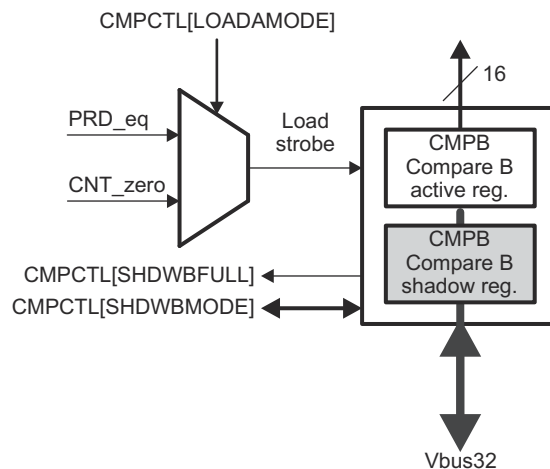 CMPCTL[LOADAMODE]
16
PRD_eq
Load
strobe
CNT_zero
CMPB
Compare B
active reg.
CMPB
Compare B
shadow reg.
CMPCTL[SHDWBFULL]
CMPCTL[SHDWBMODE]
Vbus32